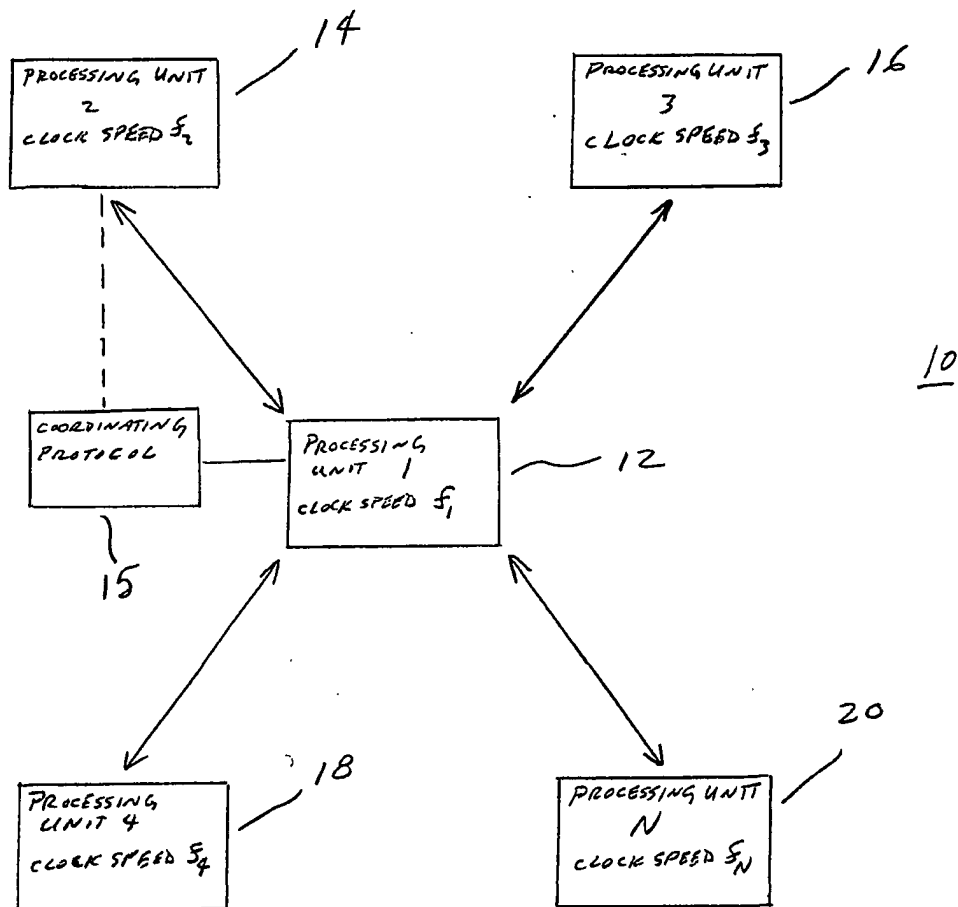 14
PROCESSING UNIT
2
CLOCK SPEED f2
16
PROCESSING UNIT
3
CLOCK SPEED f3
10
COORDINATING
PROTOCOL
15
PROCESSING
UNIT 1
CLOCK SPEED f1
12
18
PROCESSING
UNIT 4
CLOCK SPEED f4
20
PROCESSING UNIT
N
CLOCK SPEED fN